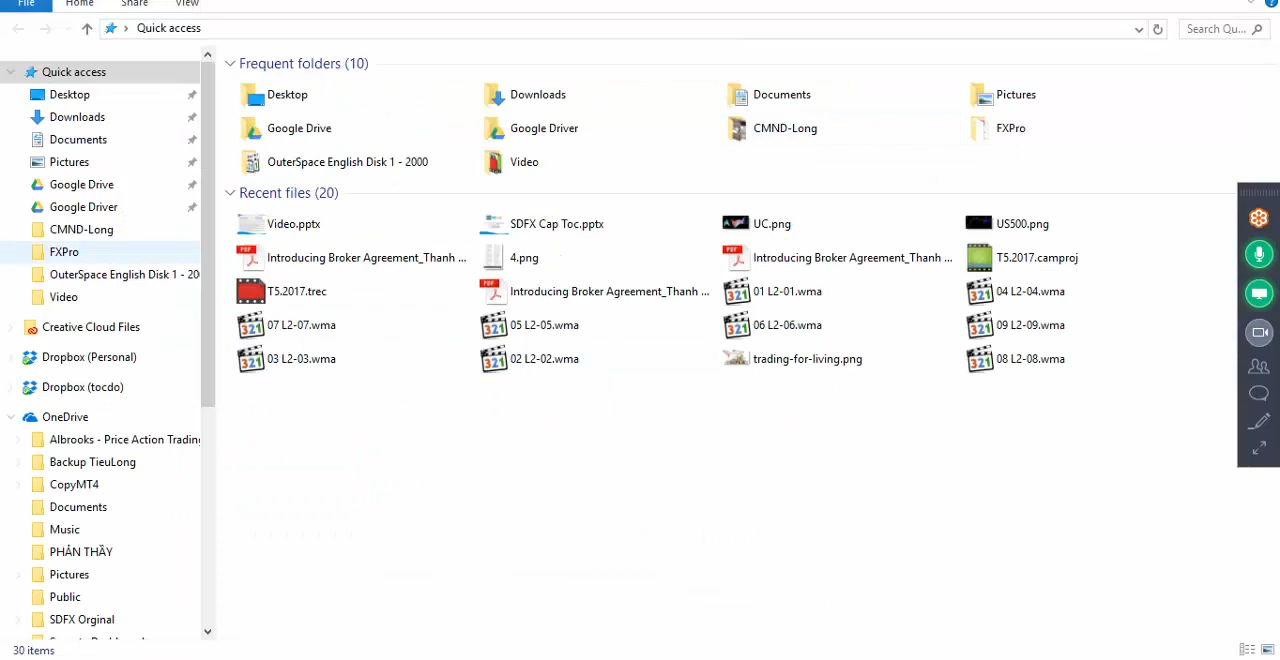 File Home Share View
Quick access
Search Qu...
Quick access
Desktop
Downloads
Documents
Pictures
Google Drive
Google Driver
CMND-Long
FXPro
OuterSpace English Disk 1 - 200
Video
Creative Cloud Files
Dropbox (Personal)
Dropbox (tocdo)
OneDrive
Albrooks - Price Action Trading
Backup TieuLong
CopyMT4
Documents
Music
PHẢN THẦY
Pictures
Public
SDFX Orginal
Frequent folders (10)
Desktop Downloads Documents Pictures
Google Drive Google Driver CMND-Long FXPro
OuterSpace English Disk 1 - 2000 Video
Recent files (20)
Video.pptx SDFX Cap Toc.pptx UC.png US500.png
Introducing Broker Agreement_Thanh ... 4.png Introducing Broker Agreement_Thanh ... T5.2017.camproj
T5.2017.trec Introducing Broker Agreement_Thanh ... 01 L2-01.wma 04 L2-04.wma
07 L2-07.wma 05 L2-05.wma 06 L2-06.wma 09 L2-09.wma
03 L2-03.wma 02 L2-02.wma trading-for-living.png 08 L2-08.wma
30 items